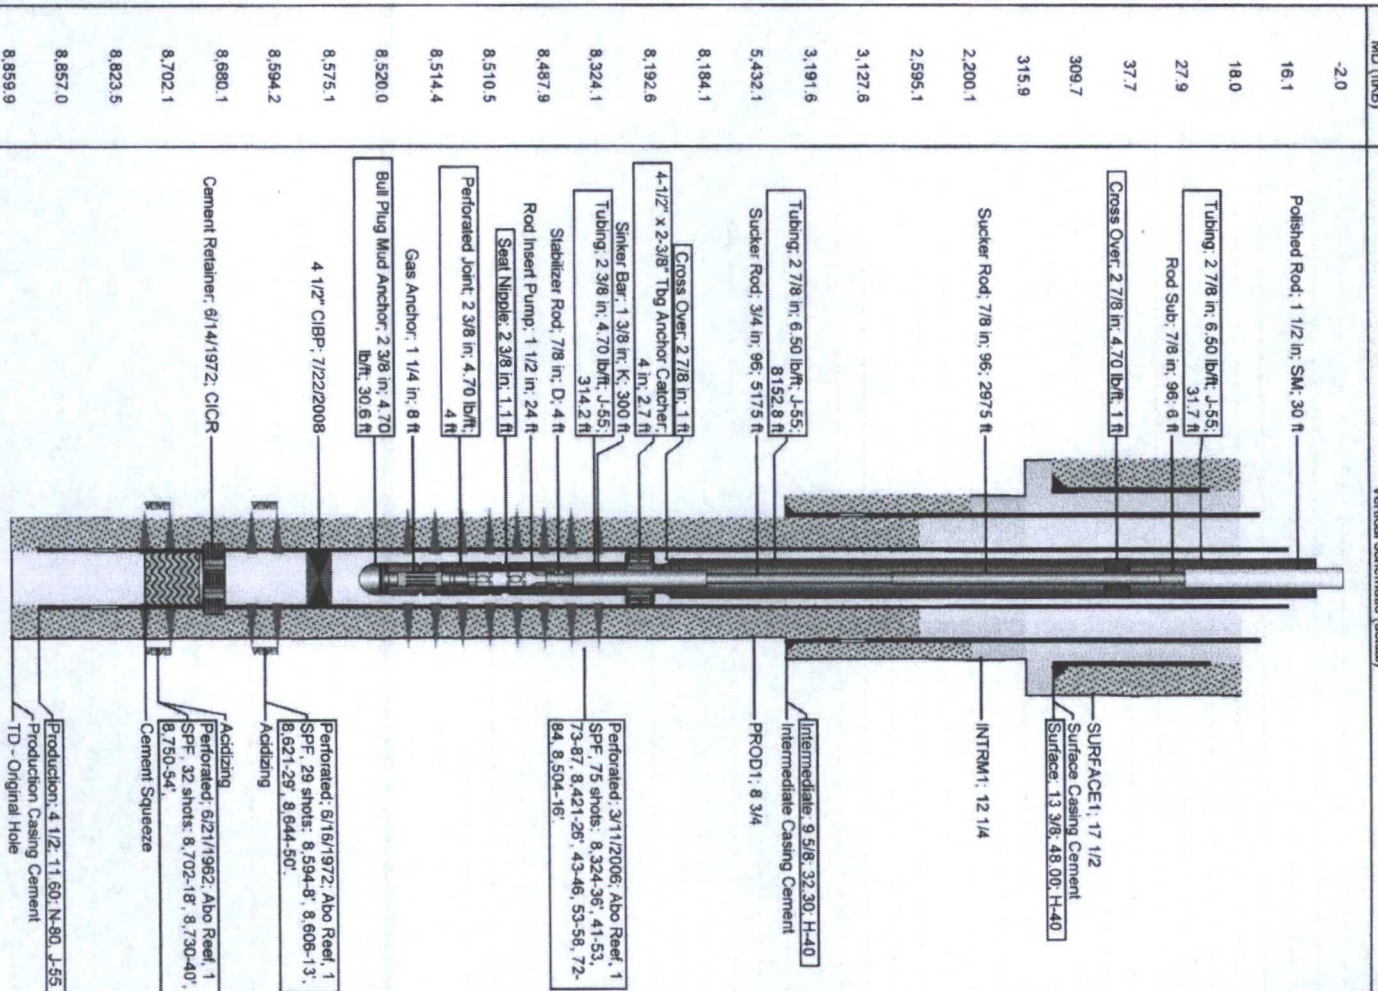 MD (ftKB)
Vertical schematic (actual)
-2.0
16.1
18.0
27.9
37.7
309.7
315.9
2,200.1
2,595.1
3,127.6
3,191.6
5,432.1
8,184.1
8,192.6
8,324.1
8,487.9
8,510.5
8,514.4
8,520.0
8,575.1
8,594.2
8,680.1
8,702.1
8,823.5
8,857.0
8,859.9
Polished Rod; 1 1/2 in; SM; 30 ft
Tubing; 2 7/8 in; 6.50 lb/ft; J-55;
31.7 ft
Rod Sub; 7/8 in; 96; 6 ft
Cross Over; 2 7/8 in; 4.70 lb/ft; 1 ft
Sucker Rod; 7/8 in; 96; 2975 ft
Tubing; 2 7/8 in; 6.50 lb/ft; J-55;
8152.8 ft
Sucker Rod; 3/4 in; 96; 5175 ft
Cross Over; 2 7/8 in; 1 ft
4-1/2" x 2-3/8" Tbg Anchor Catcher;
4 in; 2.7 ft
Sinker Bar; 1 3/8 in; K; 300 ft
Tubing; 2 3/8 in; 4.70 lb/ft; J-55;
314.2 ft
Stabilizer Rod; 7/8 in; D; 4 ft
Rod Insert Pump; 1 1/2 in; 24 ft
Seat Nipple; 2 3/8 in; 1.1 ft
Perforated Joint; 2 3/8 in; 4.70 lb/ft;
4 ft
Gas Anchor; 1 1/4 in; 8 ft
Bull Plug Mud Anchor; 2 3/8 in; 4.70
lb/ft; 30.6 ft
4 1/2" CIBP; 7/22/2008
Cement Retainer; 6/14/1972; CICR
SURFACE1; 17 1/2
Surface Casing Cement
Surface; 13 3/8; 48.00; H-40
INTRM1; 12 1/4
Intermediate; 9 5/8; 32.30; H-40
Intermediate Casing Cement
PROD1; 8 3/4
Perforated; 3/11/2006; Abo Reef, 1
SPF, 75 shots: 8,324-36', 41-53,
73-87, 8,421-26', 43-46, 53-58, 72-
84, 8,504-16'.
Perforated; 6/16/1972; Abo Reef, 1
SPF, 29 shots: 8,594-8', 8,606-13',
8,621-29', 8,644-50',
Acidizing
Acidizing
Perforated; 6/21/1962; Abo Reef, 1
SPF, 32 shots: 8,702-18', 8,730-40',
8,750-54',
Cement Squeeze
Production; 4 1/2; 11.60; N-80, J-55
Production Casing Cement
TD - Original Hole